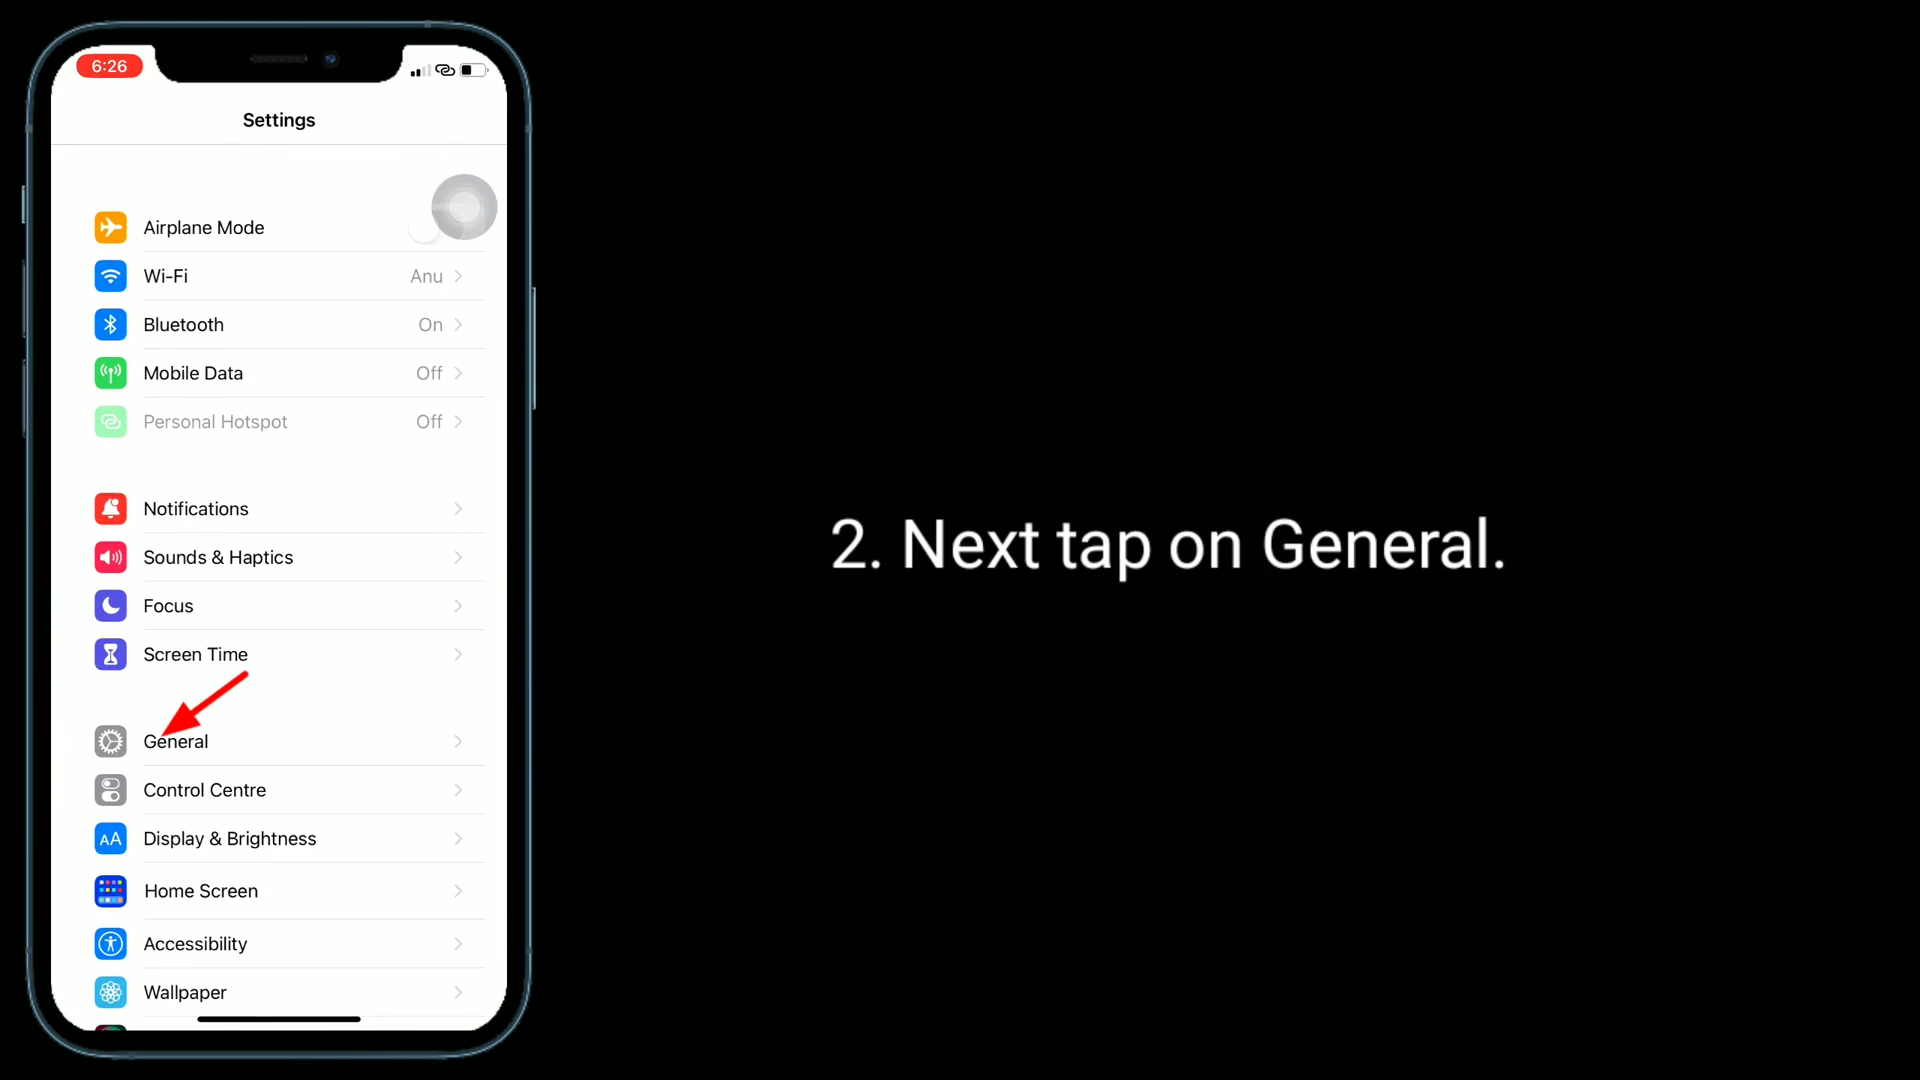 6:26
Settings
Airplane Mode
Wi-Fi Anu
Bluetooth On
Mobile Data Off
Personal Hotspot Off
Notifications
Sounds & Haptics
Focus
Screen Time
General
Control Centre
AA Display & Brightness
Home Screen
Accessibility
Wallpaper
2. Next tap on General.